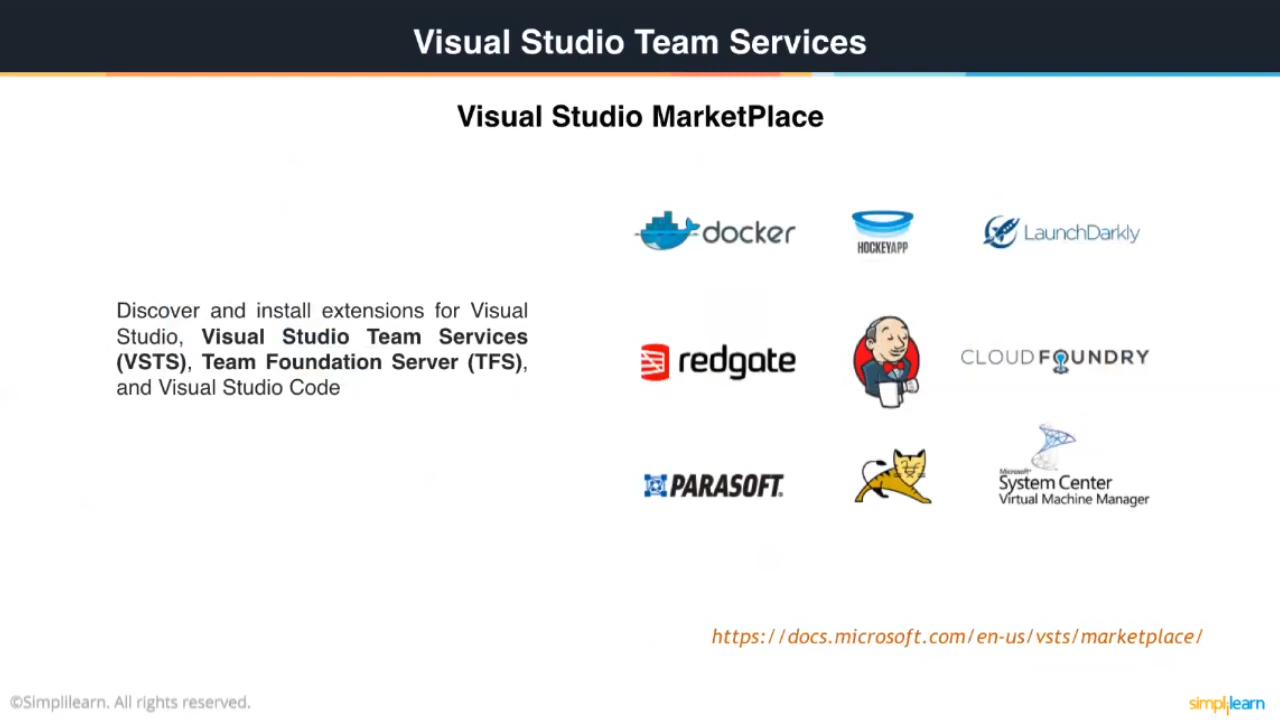 Visual Studio Team Services
Visual Studio MarketPlace
Discover and install extensions for Visual
Studio, Visual Studio Team Services
(VSTS), Team Foundation Server (TFS),
and Visual Studio Code
docker
HOCKEYAPP
LaunchDarkly
redgate
CLOUDFOUNDRY
PARASOFT.
Microsoft®
System Center
Virtual Machine Manager
https://docs.microsoft.com/en-us/vsts/marketplace/
©Simplilearn. All rights reserved.
simplilearn